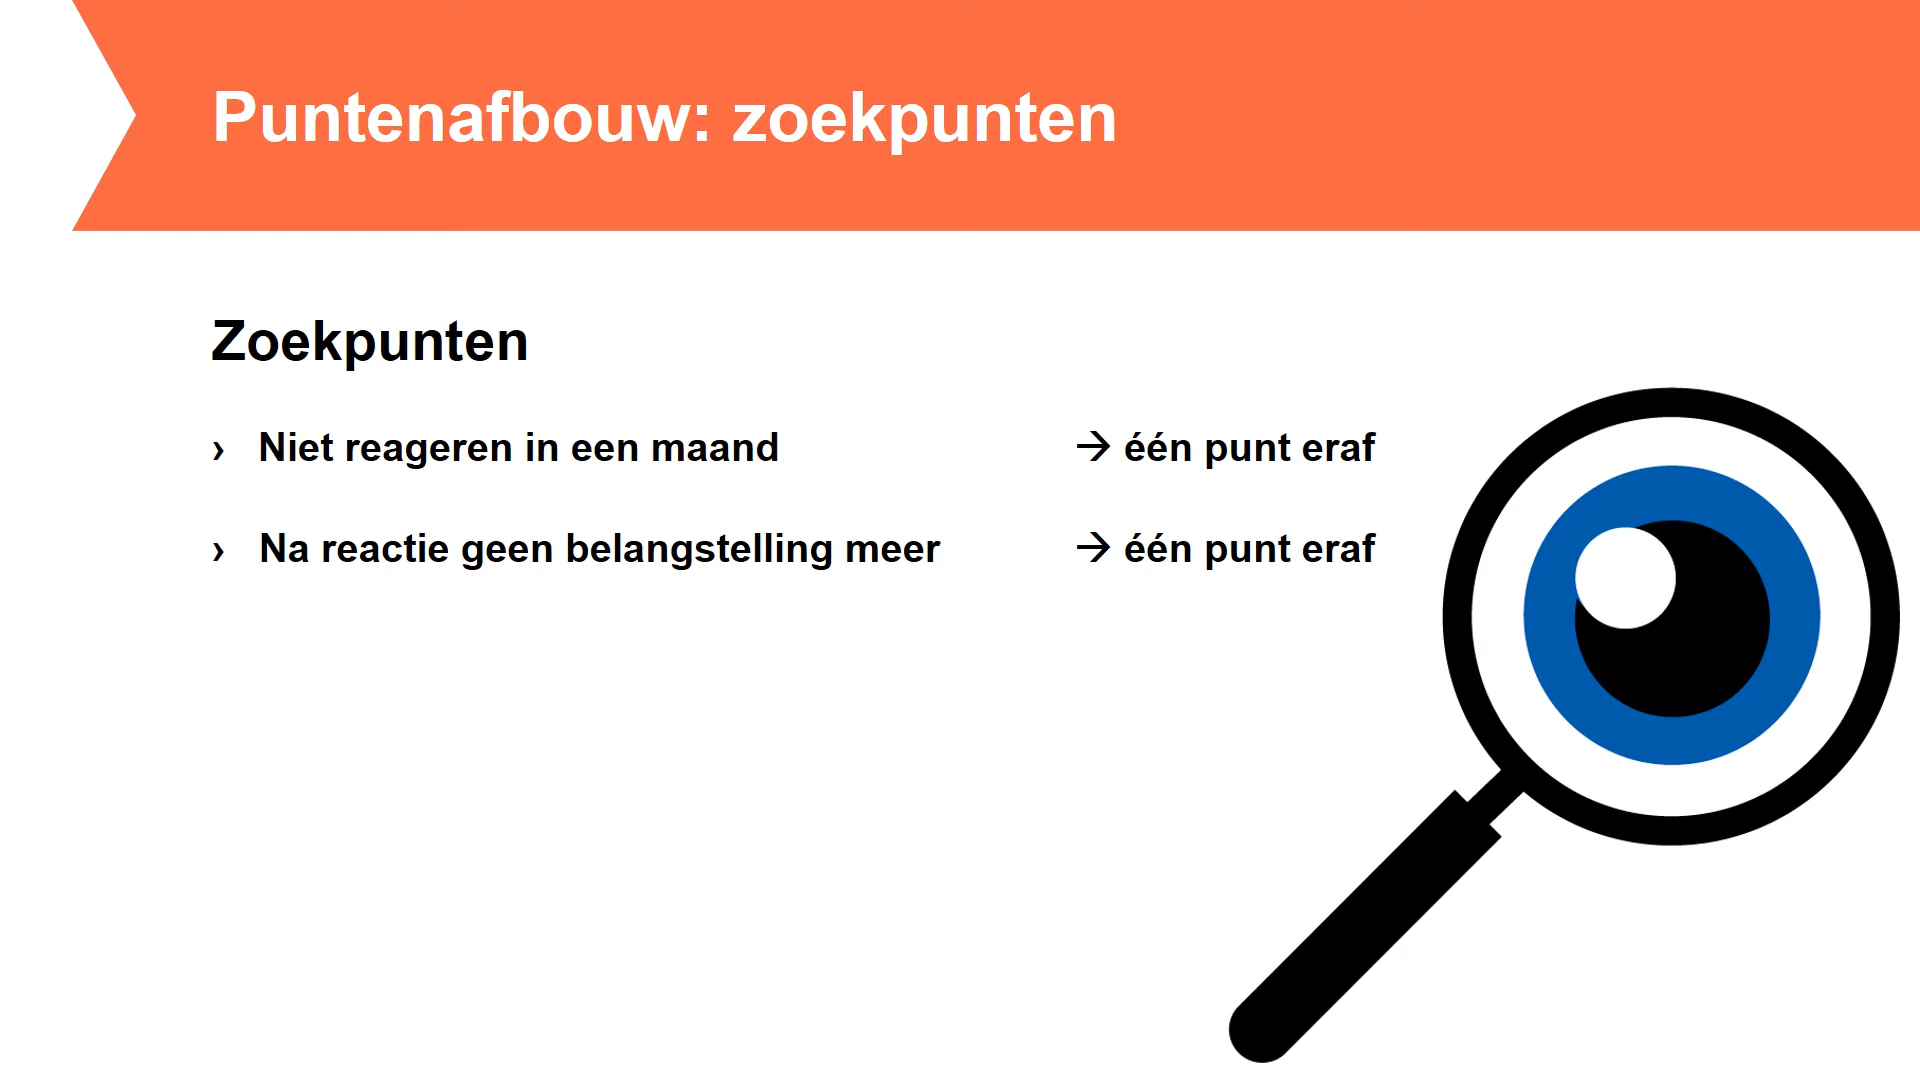 Puntenafbouw: zoekpunten
Zoekpunten
› Niet reageren in een maand → één punt eraf
› Na reactie geen belangstelling meer → één punt eraf